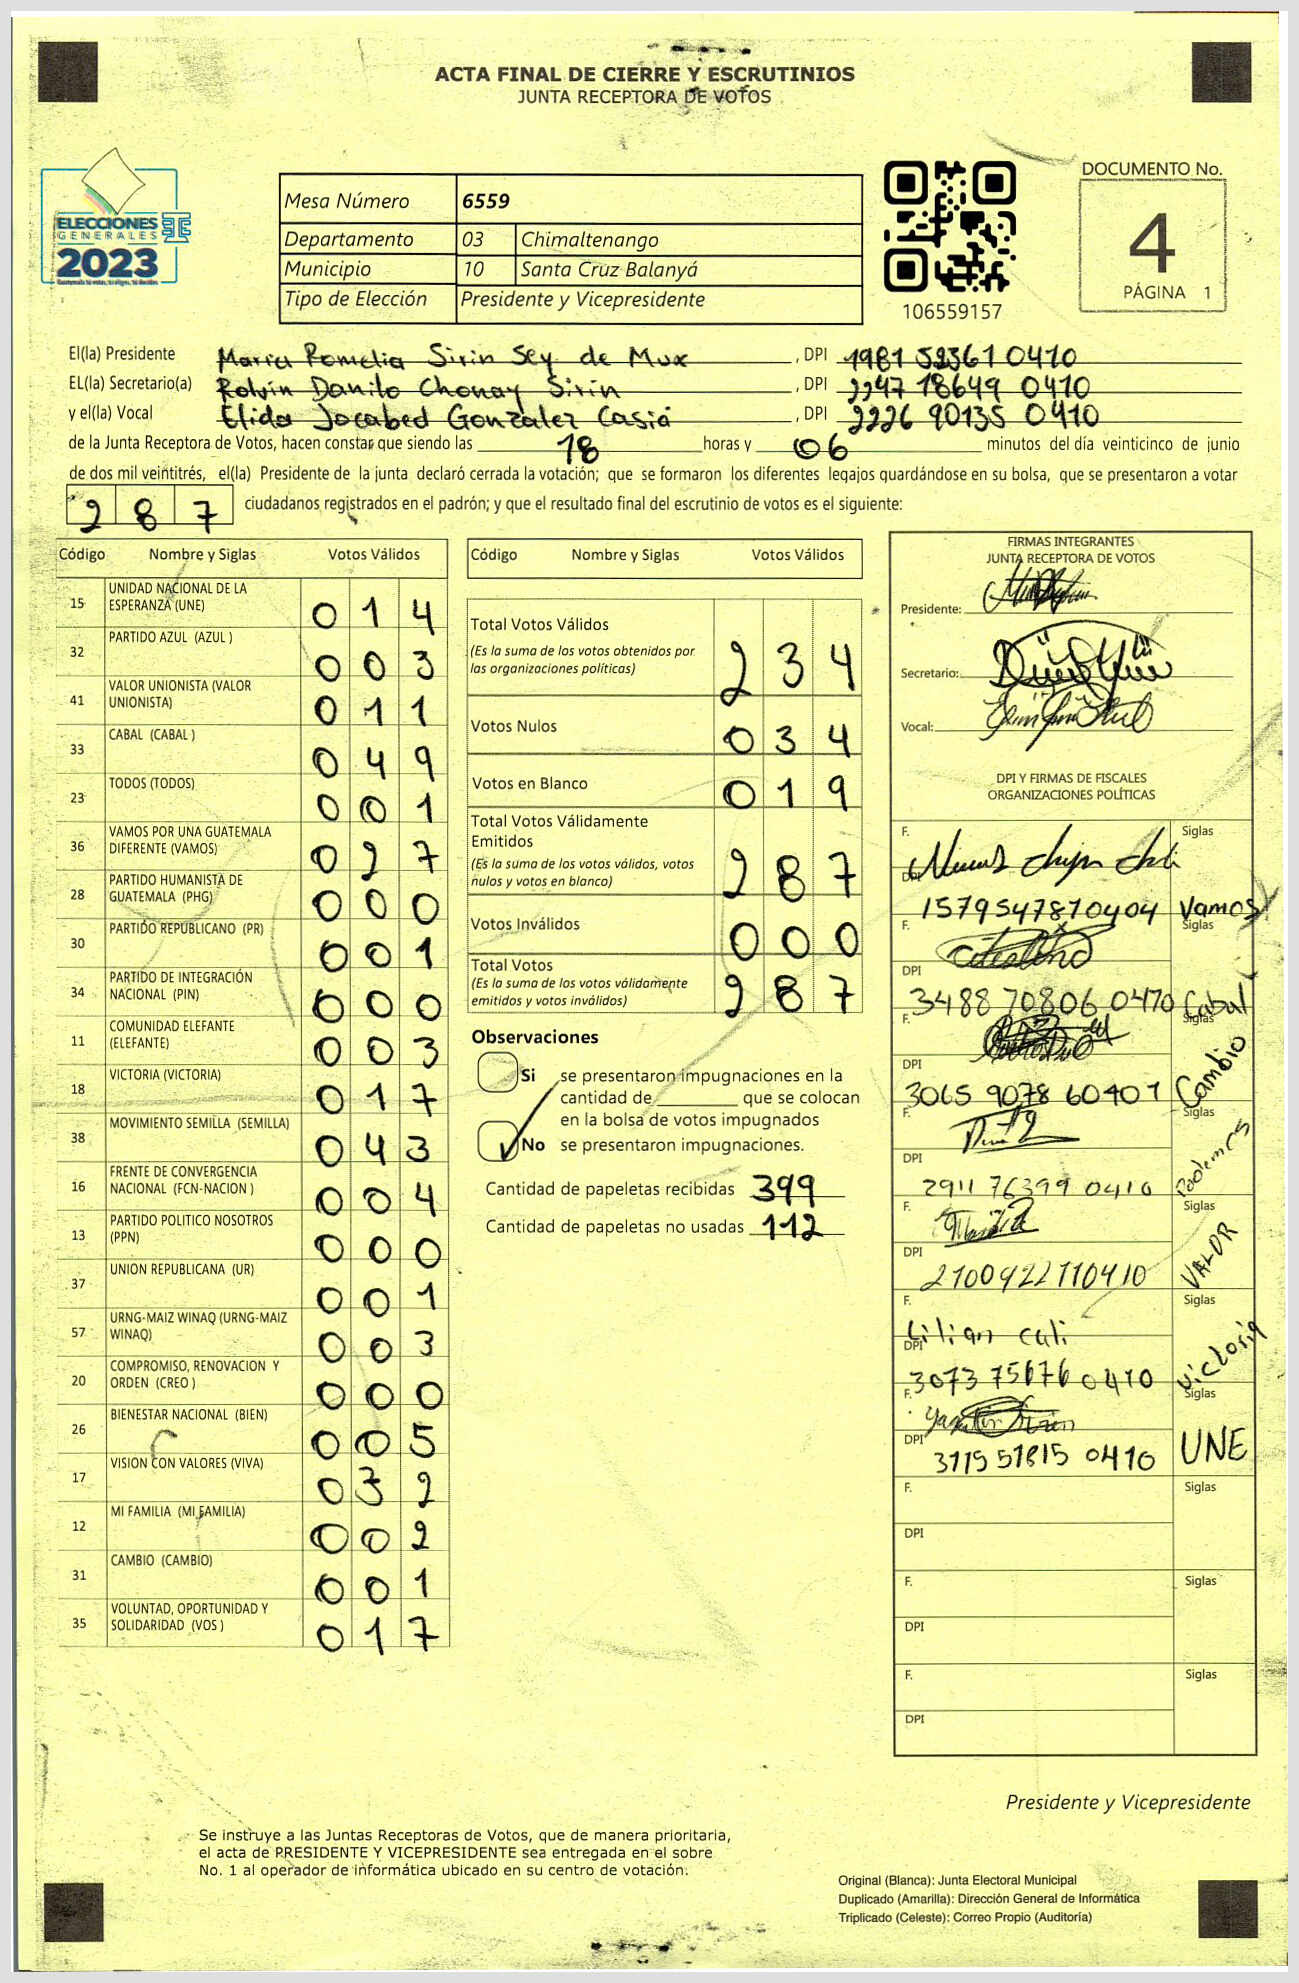 ACTA FINAL DE CIERRE Y ESCRUTINIOS
JUNTA RECEPTORA DE VOTOS
ELECCIONES
GENERALES
2023
Mesa Número 6559
Departamento 03 Chimaltenango
Municipio 10 Santa Cruz Balanyá
Tipo de Elección Presidente y Vicepresidente
106559157
DOCUMENTO No.
4
PÁGINA 1
El(la) Presidente Maria Romelia Sirin Sey de Mux , DPI 1981 52361 0410
EL(la) Secretario(a) Rolvin Danilo Chonay Sirin , DPI 2247 18649 0410
y el(la) Vocal Elida Jocabed Gonzalez Casiá , DPI 2226 90135 0410
de la Junta Receptora de Votos, hacen constar que siendo las 18 horas y 06 minutos del día veinticinco de junio
de dos mil veintitrés, el(la) Presidente de la junta declaró cerrada la votación; que se formaron los diferentes legajos quardándose en su bolsa, que se presentaron a votar
287 ciudadanos registrados en el padrón; y que el resultado final del escrutinio de votos es el siguiente:
Código Nombre y Siglas Votos Válidos
15 UNIDAD NACIONAL DE LA ESPERANZA (UNE) 014
32 PARTIDO AZUL (AZUL ) 003
41 VALOR UNIONISTA (VALOR UNIONISTA) 011
33 CABAL (CABAL ) 049
23 TODOS (TODOS) 001
36 VAMOS POR UNA GUATEMALA DIFERENTE (VAMOS) 027
28 PARTIDO HUMANISTA DE GUATEMALA (PHG) 000
30 PARTIDO REPUBLICANO (PR) 001
34 PARTIDO DE INTEGRACIÓN NACIONAL (PIN) 000
11 COMUNIDAD ELEFANTE (ELEFANTE) 003
18 VICTORIA (VICTORIA) 017
38 MOVIMIENTO SEMILLA (SEMILLA) 043
16 FRENTE DE CONVERGENCIA NACIONAL (FCN-NACION ) 004
13 PARTIDO POLITICO NOSOTROS (PPN) 000
37 UNION REPUBLICANA (UR) 001
57 URNG-MAIZ WINAQ (URNG-MAIZ WINAQ) 003
20 COMPROMISO, RENOVACION Y ORDEN (CREO ) 000
26 BIENESTAR NACIONAL (BIEN) 005
17 VISION CON VALORES (VIVA) 032
12 MI FAMILIA (MI FAMILIA) 002
31 CAMBIO (CAMBIO) 001
35 VOLUNTAD, OPORTUNIDAD Y SOLIDARIDAD (VOS ) 017
Código Nombre y Siglas Votos Válidos
Total Votos Válidos 234
(Es la suma de los votos obtenidos por
las organizaciones políticas)
Votos Nulos 034
Votos en Blanco 019
Total Votos Válidamente
Emitidos 287
(Es la suma de los votos válidos, votos
nulos y votos en blanco)
Votos Inválidos 000
Total Votos 287
(Es la suma de los votos válidamente
emitidos y votos inválidos)
Observaciones
Si se presentaron impugnaciones en la
cantidad de que se colocan
en la bolsa de votos impugnados
No se presentaron impugnaciones.
Cantidad de papeletas recibidas 399
Cantidad de papeletas no usadas 112
FIRMAS INTEGRANTES
JUNTA RECEPTORA DE VOTOS
Presidente:
Secretario:
Vocal:
DPI Y FIRMAS DE FISCALES
ORGANIZACIONES POLÍTICAS
F. Siglas
DPI 1579547870404 Vamos
F. Siglas
DPI 3488 70806 0470 Cabal
F. Siglas
DPI 3065 9078 60407 Cambio
F. Siglas
DPI 2911 76399 0410 Podemos
F. Siglas
DPI 2100922110410 VALOR
F. Lilian Cali Siglas
DPI 3073 75676 0410 Victoria
F. Siglas
DPI 3115 51815 0410 UNE
F. Siglas
DPI
F. Siglas
DPI
F. Siglas
DPI
Presidente y Vicepresidente
Se instruye a las Juntas Receptoras de Votos, que de manera prioritaria,
el acta de PRESIDENTE Y VICEPRESIDENTE sea entregada en el sobre
No. 1 al operador de informática ubicado en su centro de votación.
Original (Blanca): Junta Electoral Municipal
Duplicado (Amarilla): Dirección General de Informática
Triplicado (Celeste): Correo Propio (Auditoría)